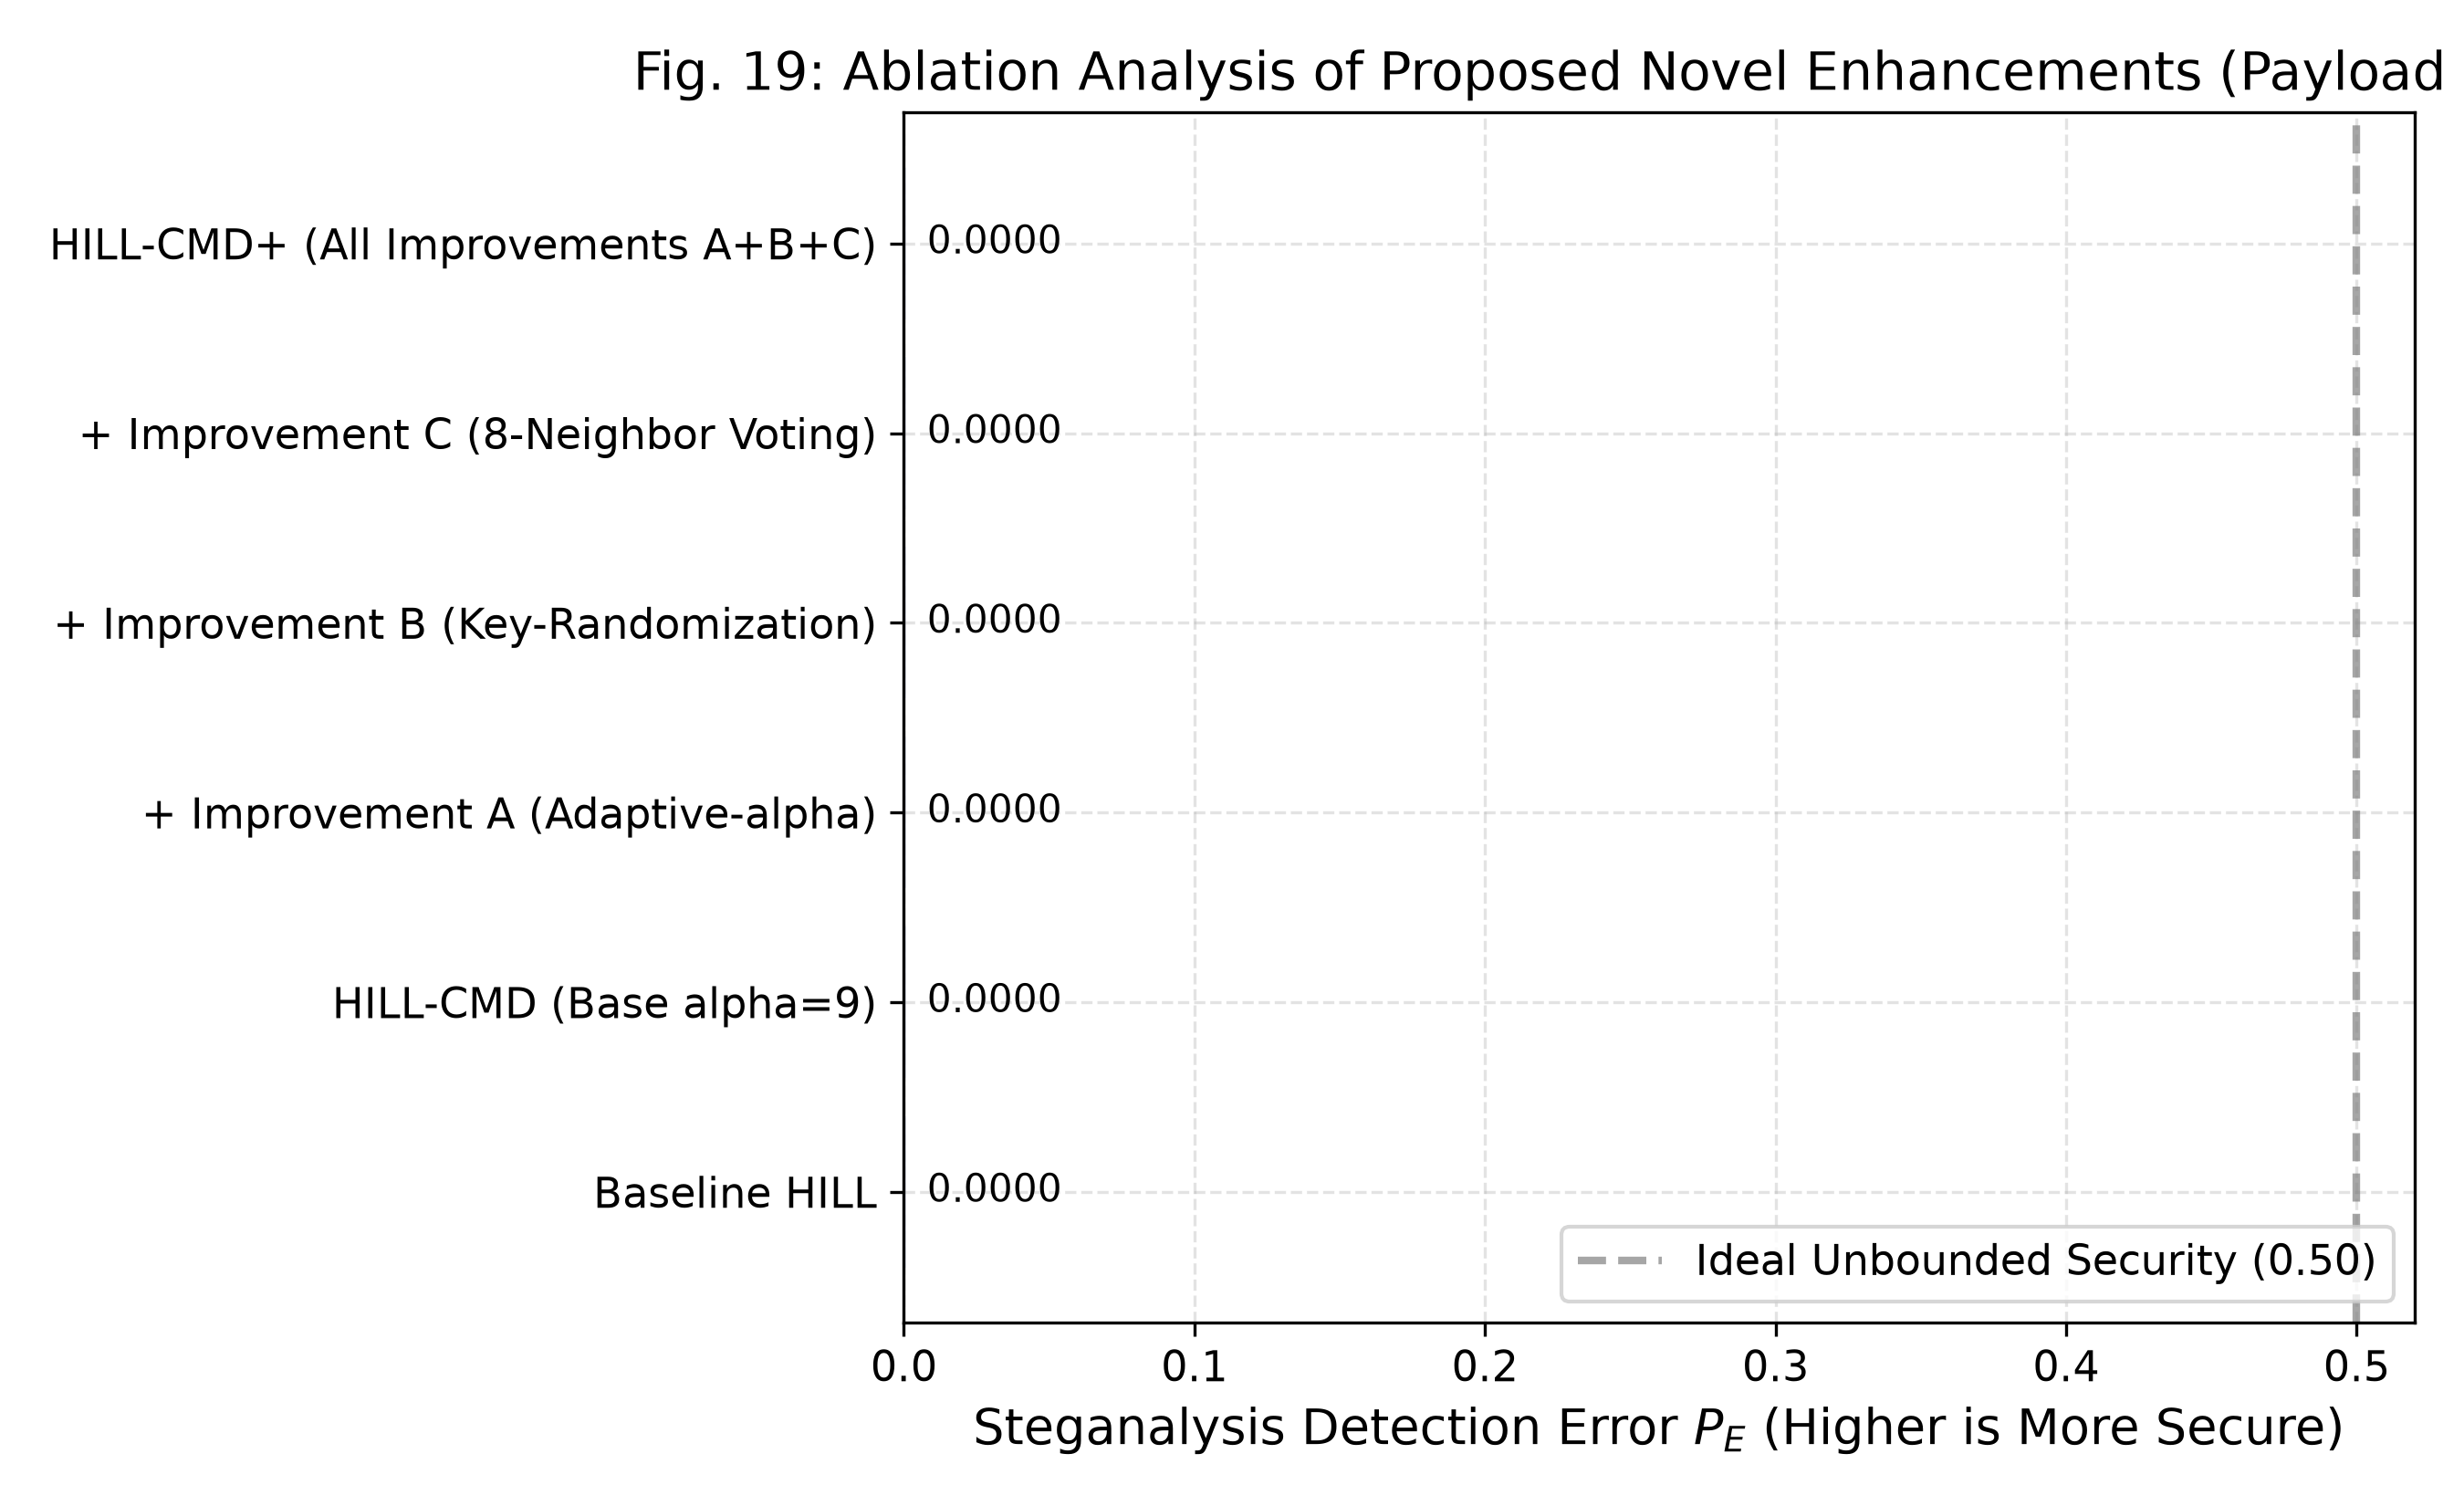 Fig. 19: Ablation Analysis of Proposed Novel Enhancements (Payload
HILL-CMD+ (All Improvements A+B+C)
0.0000
+ Improvement C (8-Neighbor Voting)
0.0000
+ Improvement B (Key-Randomization)
0.0000
+ Improvement A (Adaptive-alpha)
0.0000
HILL-CMD (Base alpha=9)
0.0000
Baseline HILL
0.0000
Ideal Unbounded Security (0.50)
0.0 0.1 0.2 0.3 0.4 0.5
Steganalysis Detection Error P_E (Higher is More Secure)